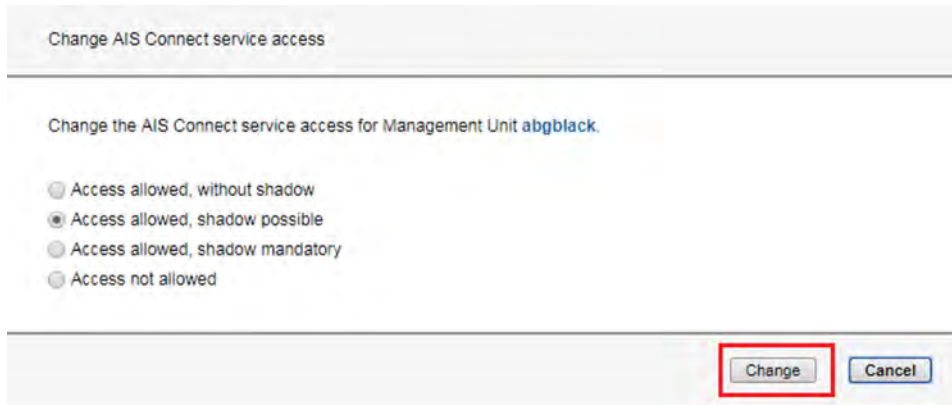 Change AIS Connect service access
Change the AIS Connect service access for Management Unit abgblack.
Access allowed, without shadow
Access allowed, shadow possible
Access allowed, shadow mandatory
Access not allowed
Change Cancel